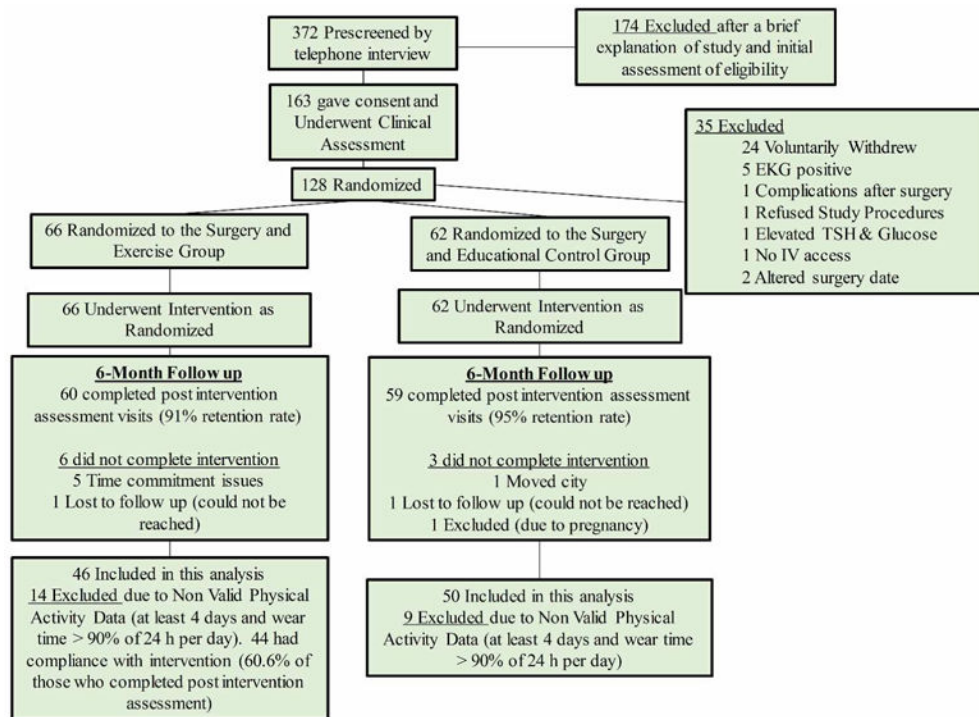 372 Prescreened by
telephone interview
174 Excluded after a brief
explanation of study and initial
assessment of eligibility
163 gave consent and
Underwent Clinical
Assessment
35 Excluded
24 Voluntarily Withdrew
5 EKG positive
1 Complications after surgery
1 Refused Study Procedures
1 Elevated TSH & Glucose
1 No IV access
2 Altered surgery date
128 Randomized
66 Randomized to the Surgery and
Exercise Group
62 Randomized to the Surgery
and Educational Control Group
66 Underwent Intervention as
Randomized
62 Underwent Intervention as
Randomized
6-Month Follow up
60 completed post intervention
assessment visits (91% retention rate)
6 did not complete intervention
5 Time commitment issues
1 Lost to follow up (could not be
reached)
6-Month Follow up
59 completed post intervention assessment
visits (95% retention rate)
3 did not complete intervention
1 Moved city
1 Lost to follow up (could not be reached)
1 Excluded (due to pregnancy)
46 Included in this analysis
14 Excluded due to Non Valid Physical
Activity Data (at least 4 days and wear
time > 90% of 24 h per day). 44 had
compliance with intervention (60.6% of
those who completed post intervention
assessment)
50 Included in this analysis
9 Excluded due to Non Valid Physical
Activity Data (at least 4 days and wear time
> 90% of 24 h per day)